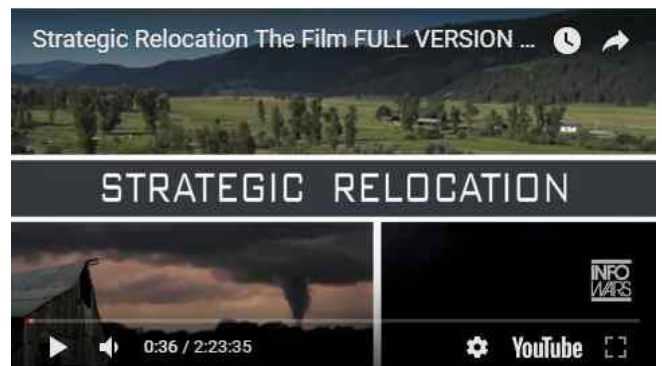 Strategic Relocation The Film FULL VERSION ...
STRATEGIC RELOCATION
INFO
WARS
0:36 / 2:23:35
YouTube